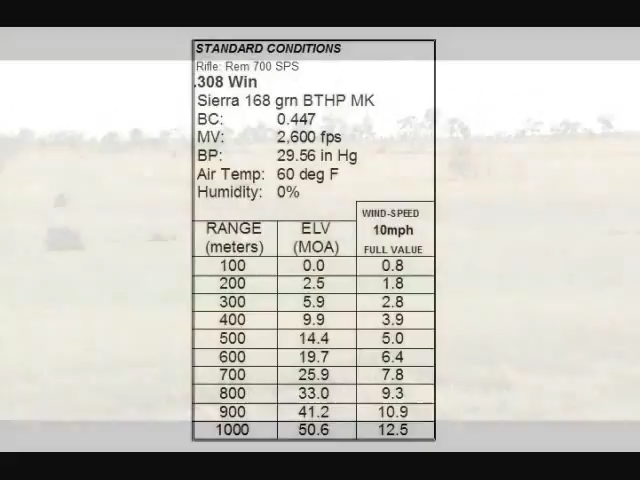 STANDARD CONDITIONS
Rifle: Rem 700 SPS
.308 Win
Sierra 168 grn BTHP MK
BC: 0.447
MV: 2,600 fps
BP: 29.56 in Hg
Air Temp: 60 deg F
Humidity: 0%
WIND-SPEED
RANGE ELV 10mph
(meters) (MOA) FULL VALUE
100 0.0 0.8
200 2.5 1.8
300 5.9 2.8
400 9.9 3.9
500 14.4 5.0
600 19.7 6.4
700 25.9 7.8
800 33.0 9.3
900 41.2 10.9
1000 50.6 12.5